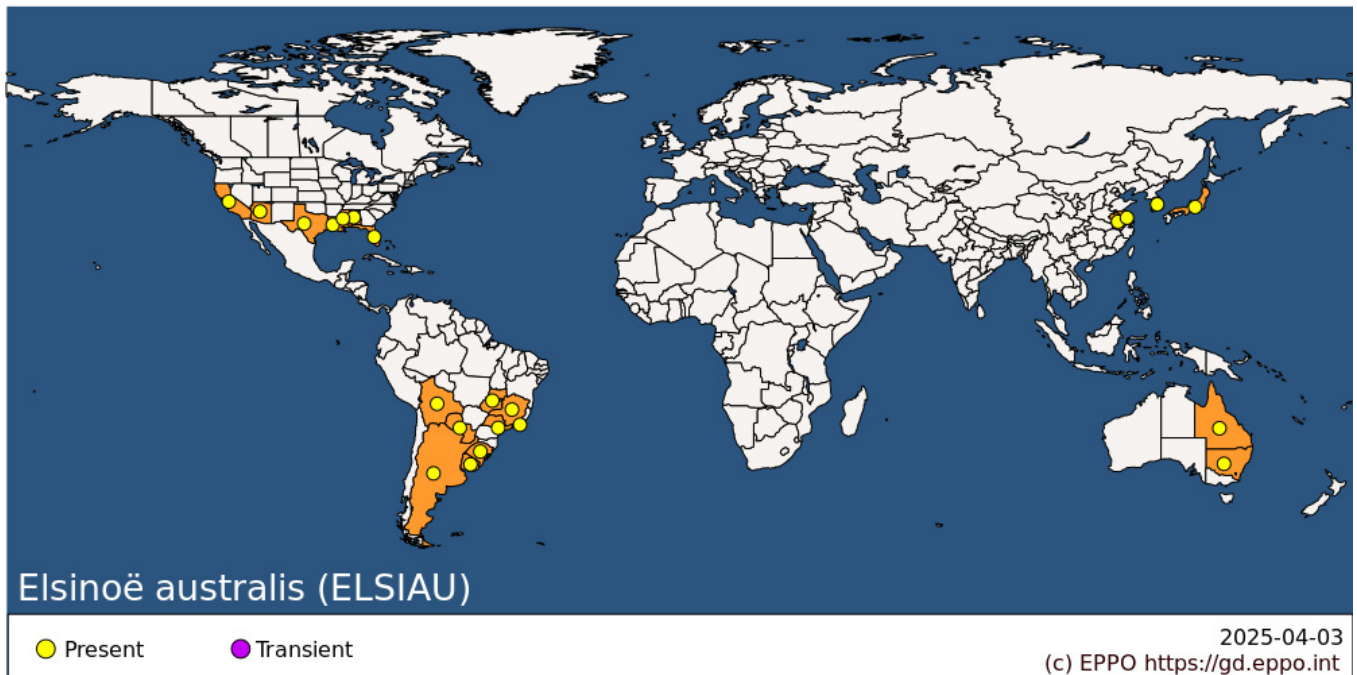 Elsinoë australis (ELSIAU)
Present
Transient
2025-04-03
(c) EPPO https://gd.eppo.int